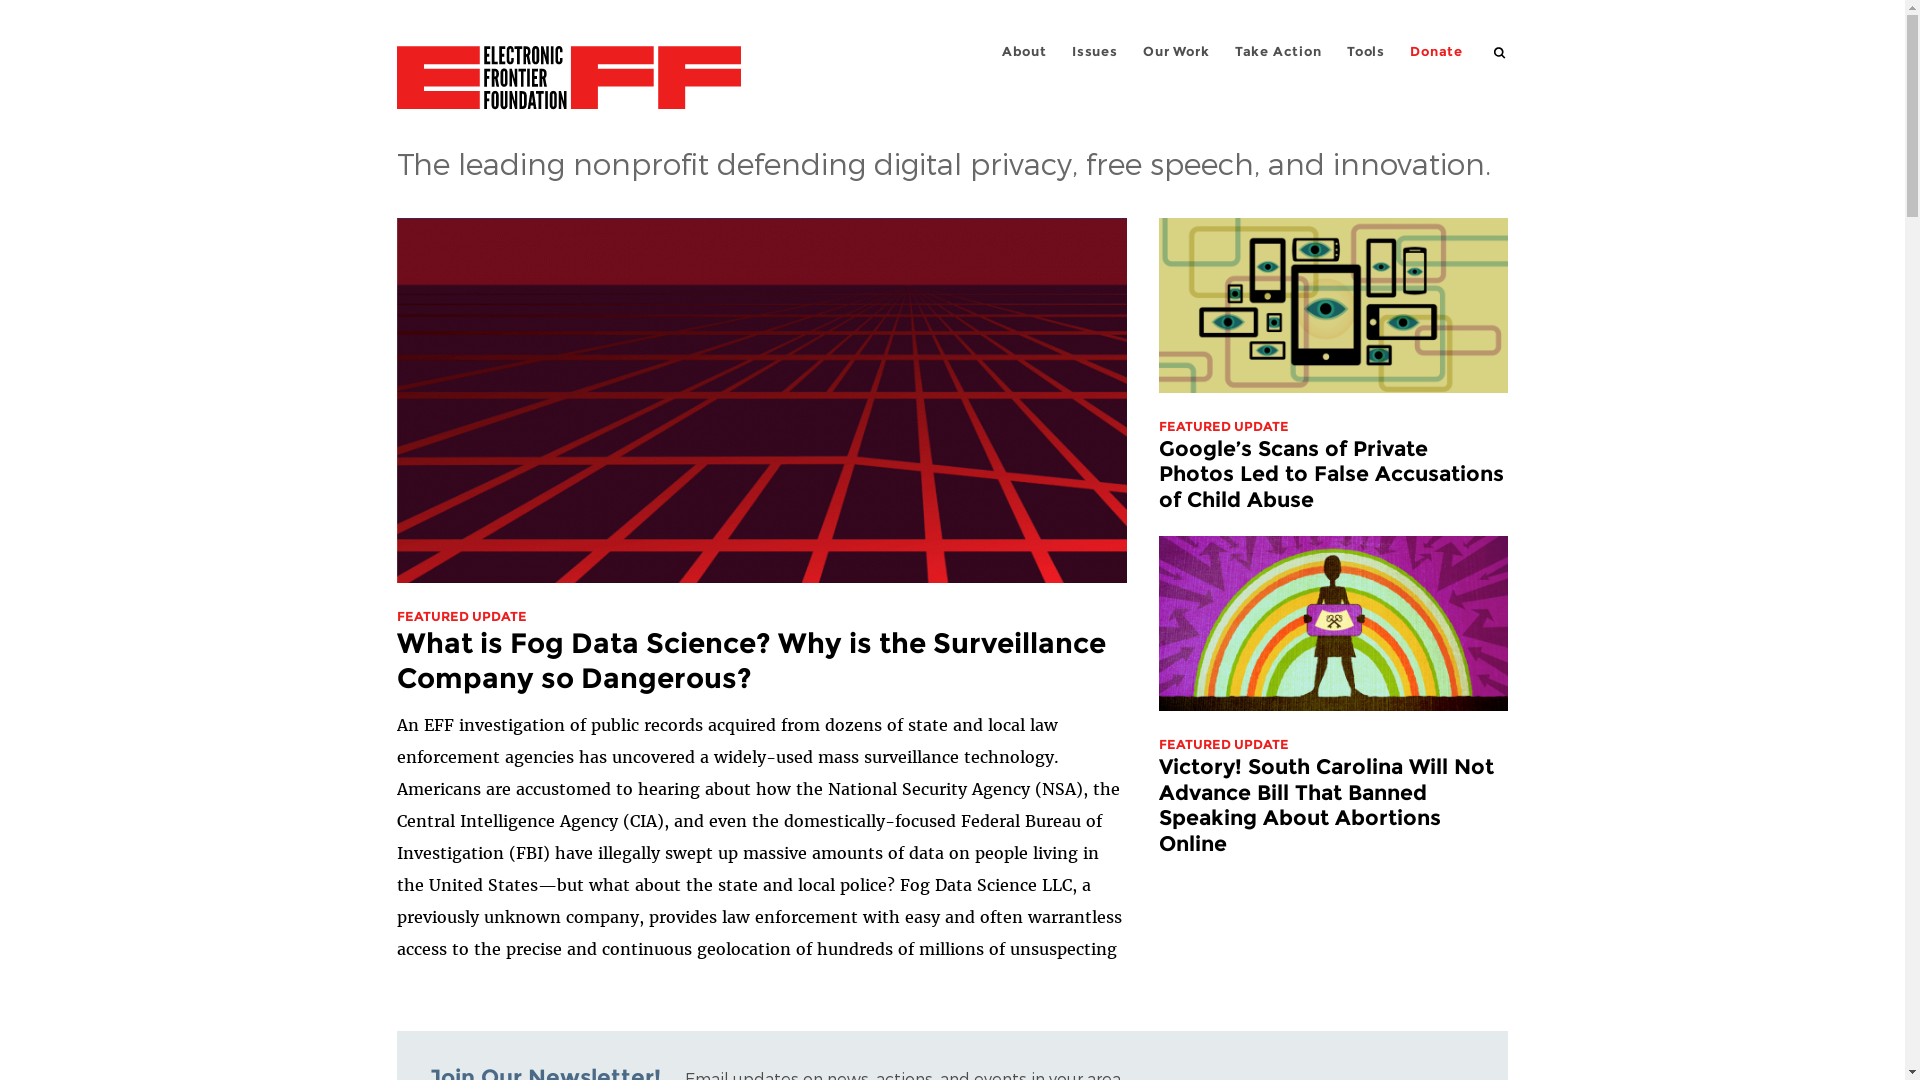 ELECTRONIC
FRONTIER
FOUNDATION
EFF
About
Issues
Our Work
Take Action
Tools
Donate
The leading nonprofit defending digital privacy, free speech, and innovation.
FEATURED UPDATE
What is Fog Data Science? Why is the Surveillance
Company so Dangerous?
An EFF investigation of public records acquired from dozens of state and local law
enforcement agencies has uncovered a widely-used mass surveillance technology.
Americans are accustomed to hearing about how the National Security Agency (NSA), the
Central Intelligence Agency (CIA), and even the domestically-focused Federal Bureau of
Investigation (FBI) have illegally swept up massive amounts of data on people living in
the United States—but what about the state and local police? Fog Data Science LLC, a
previously unknown company, provides law enforcement with easy and often warrantless
access to the precise and continuous geolocation of hundreds of millions of unsuspecting
FEATURED UPDATE
Google’s Scans of Private
Photos Led to False Accusations
of Child Abuse
FEATURED UPDATE
Victory! South Carolina Will Not
Advance Bill That Banned
Speaking About Abortions
Online
Join Our Newsletter!
Email updates on news, actions, and events in your area.